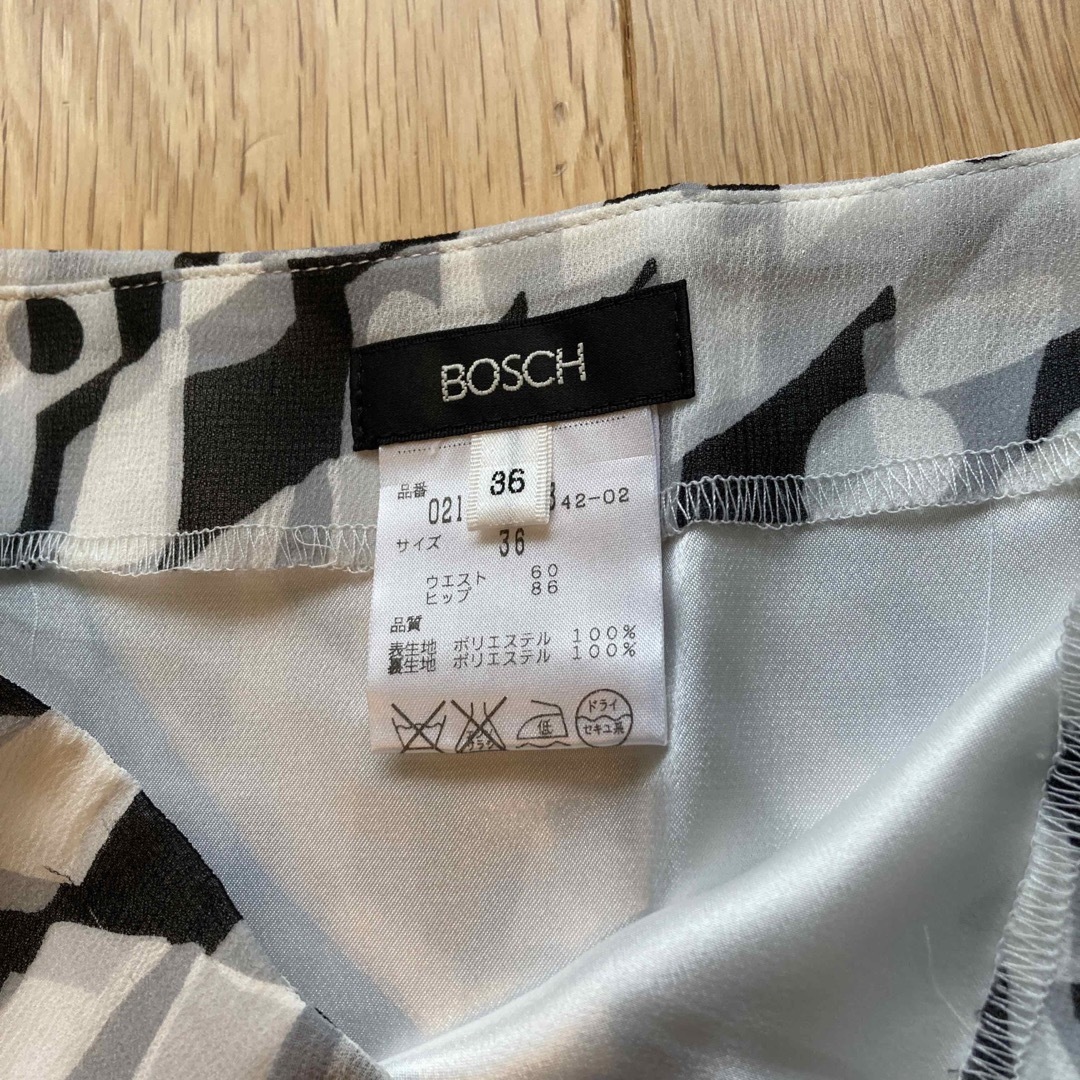 BOSCH
36
品番
021 42-02
サイズ 36
ウエスト 60
ヒップ 86
品質
表生地 ポリエステル 100%
裏生地 ポリエステル 100%
低
ドライ
セキユ系